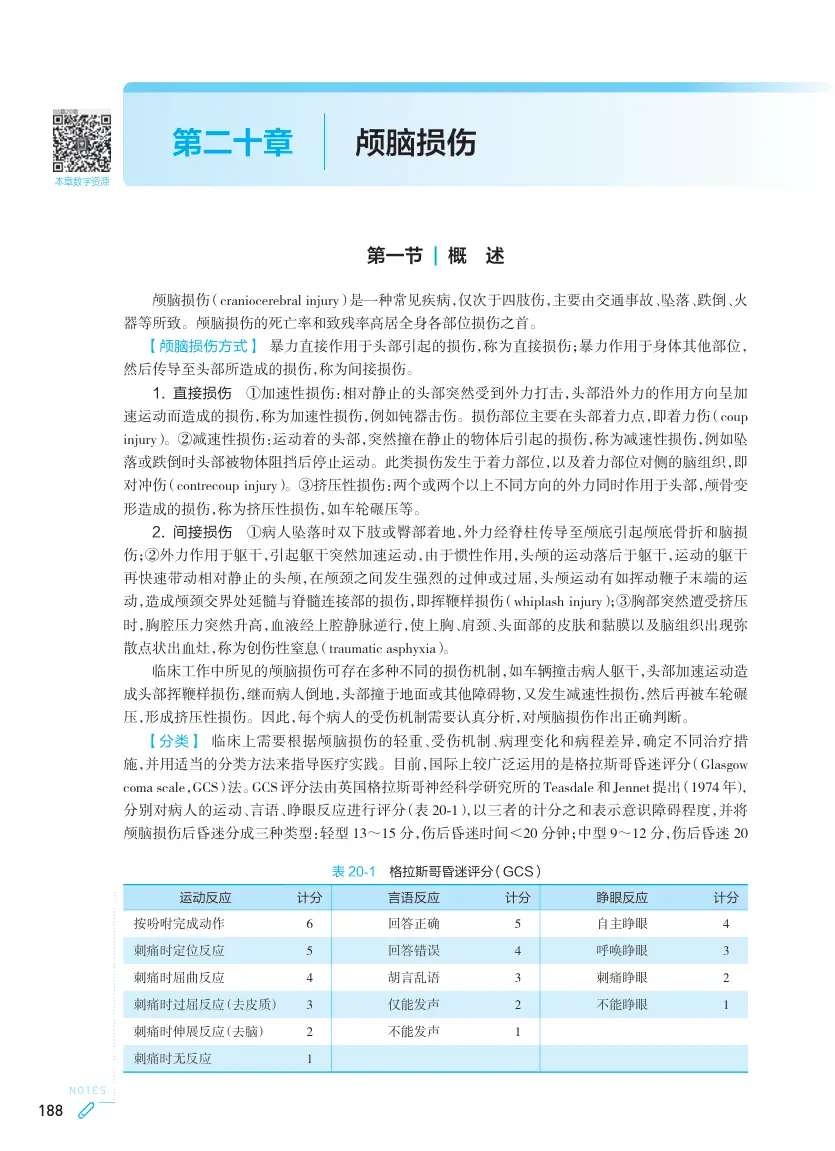 本章数字资源
第二十章
颅脑损伤
第一节 | 概 述
颅脑损伤（craniocerebral injury）是一种常见疾病，仅次于四肢伤，主要由交通事故、坠落、跌倒、火
器等所致。颅脑损伤的死亡率和致残率高居全身各部位损伤之首。
【颅脑损伤方式】 暴力直接作用于头部引起的损伤，称为直接损伤；暴力作用于身体其他部位，
然后传导至头部所造成的损伤，称为间接损伤。
1. 直接损伤 ①加速性损伤：相对静止的头部突然受到外力打击，头部沿外力的作用方向呈加
速运动而造成的损伤，称为加速性损伤，例如钝器击伤。损伤部位主要在头部着力点，即着力伤（coup
injury）。②减速性损伤：运动着的头部，突然撞在静止的物体后引起的损伤，称为减速性损伤，例如坠
落或跌倒时头部被物体阻挡后停止运动。此类损伤发生于着力部位，以及着力部位对侧的脑组织，即
对冲伤（contrecoup injury）。③挤压性损伤：两个或两个以上不同方向的外力同时作用于头部，颅骨变
形造成的损伤，称为挤压性损伤，如车轮碾压等。
2. 间接损伤 ①病人坠落时双下肢或臀部着地，外力经脊柱传导至颅底引起颅底骨折和脑损
伤；②外力作用于躯干，引起躯干突然加速运动，由于惯性作用，头颅的运动落后于躯干，运动的躯干
再快速带动相对静止的头颅，在颅颈之间发生强烈的过伸或过屈，头颅运动有如挥动鞭子末端的运
动，造成颅颈交界处延髓与脊髓连接部的损伤，即挥鞭样损伤（whiplash injury）；③胸部突然遭受挤压
时，胸腔压力突然升高，血液经上腔静脉逆行，使上胸、肩颈、头面部的皮肤和黏膜以及脑组织出现弥
散点状出血灶，称为创伤性窒息（traumatic asphyxia）。
临床工作中所见的颅脑损伤可存在多种不同的损伤机制，如车辆撞击病人躯干，头部加速运动造
成头部挥鞭样损伤，继而病人倒地，头部撞于地面或其他障碍物，又发生减速性损伤，然后再被车轮碾
压，形成挤压性损伤。因此，每个病人的受伤机制需要认真分析，对颅脑损伤作出正确判断。
【分类】 临床上需要根据颅脑损伤的轻重、受伤机制、病理变化和病程差异，确定不同治疗措
施，并用适当的分类方法来指导医疗实践。目前，国际上较广泛运用的是格拉斯哥昏迷评分（Glasgow
coma scale，GCS）法。GCS评分法由英国格拉斯哥神经科学研究所的Teasdale和Jennet提出（1974年），
分别对病人的运动、言语、睁眼反应进行评分（表 20-1），以三者的计分之和表示意识障碍程度，并将
颅脑损伤后昏迷分成三种类型：轻型 13～15 分，伤后昏迷时间＜20 分钟；中型 9～12 分，伤后昏迷 20
表 20-1 格拉斯哥昏迷评分（GCS）
运动反应 计分 言语反应 计分 睁眼反应 计分
按吩咐完成动作 6 回答正确 5 自主睁眼 4
刺痛时定位反应 5 回答错误 4 呼唤睁眼 3
刺痛时屈曲反应 4 胡言乱语 3 刺痛睁眼 2
刺痛时过屈反应（去皮质） 3 仅能发声 2 不能睁眼 1
刺痛时伸展反应（去脑） 2 不能发声 1
刺痛时无反应 1
NOTES
188